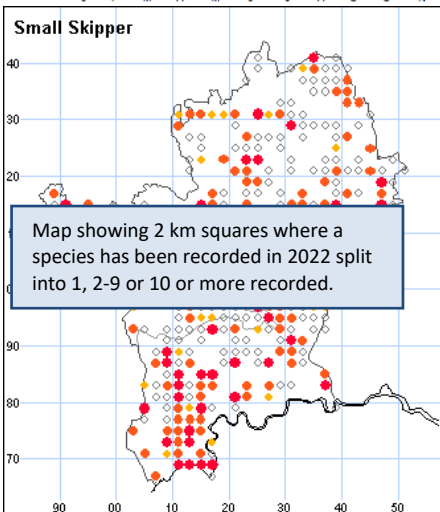 Small Skipper
40
30
20
Map showing 2 km squares where a
species has been recorded in 2022 split
into 1, 2-9 or 10 or more recorded.
90
80
70
90 00 10 20 30 40 50